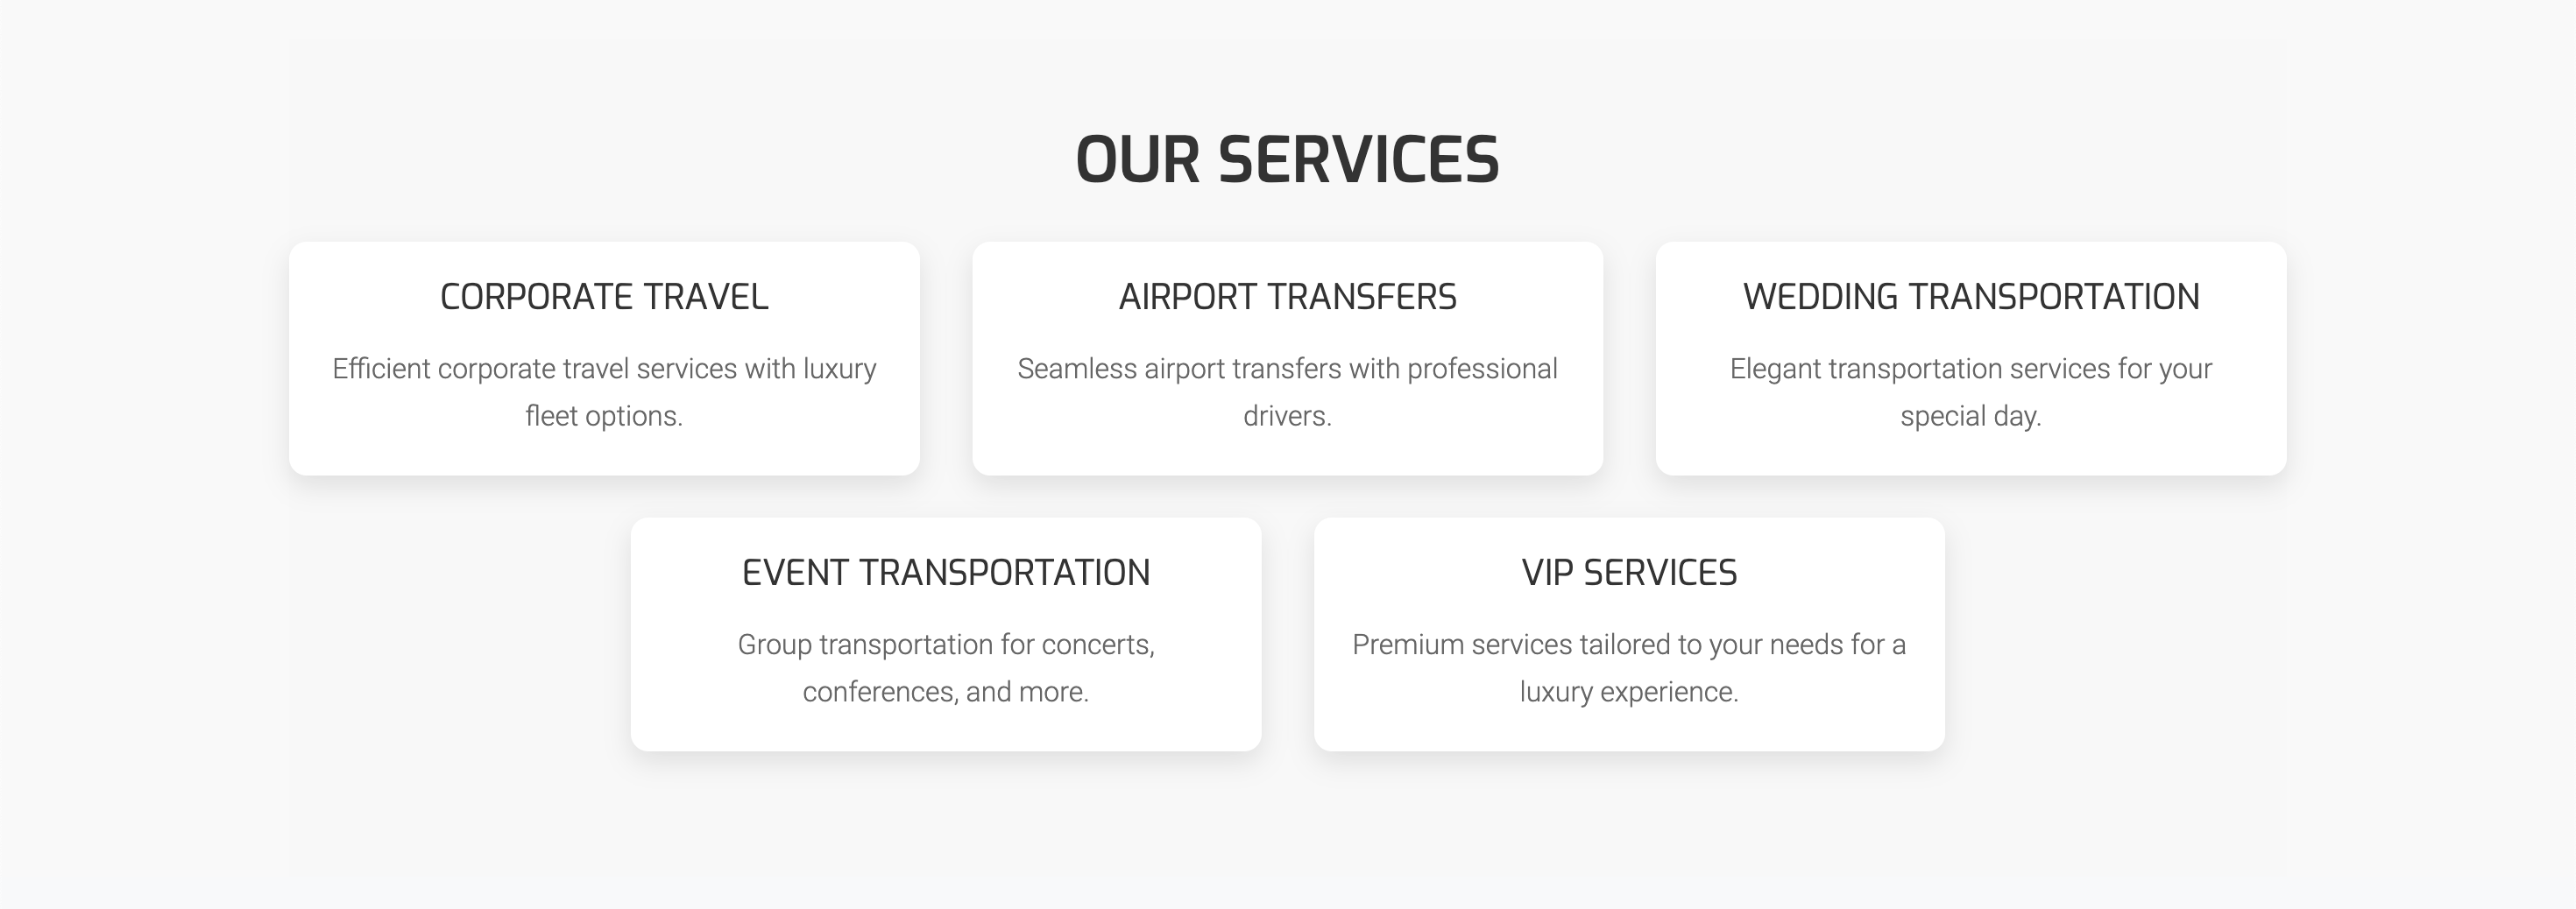 OUR SERVICES
CORPORATE TRAVEL
Efficient corporate travel services with luxury
fleet options.
AIRPORT TRANSFERS
Seamless airport transfers with professional
drivers.
WEDDING TRANSPORTATION
Elegant transportation services for your
special day.
EVENT TRANSPORTATION
Group transportation for concerts,
conferences, and more.
VIP SERVICES
Premium services tailored to your needs for a
luxury experience.